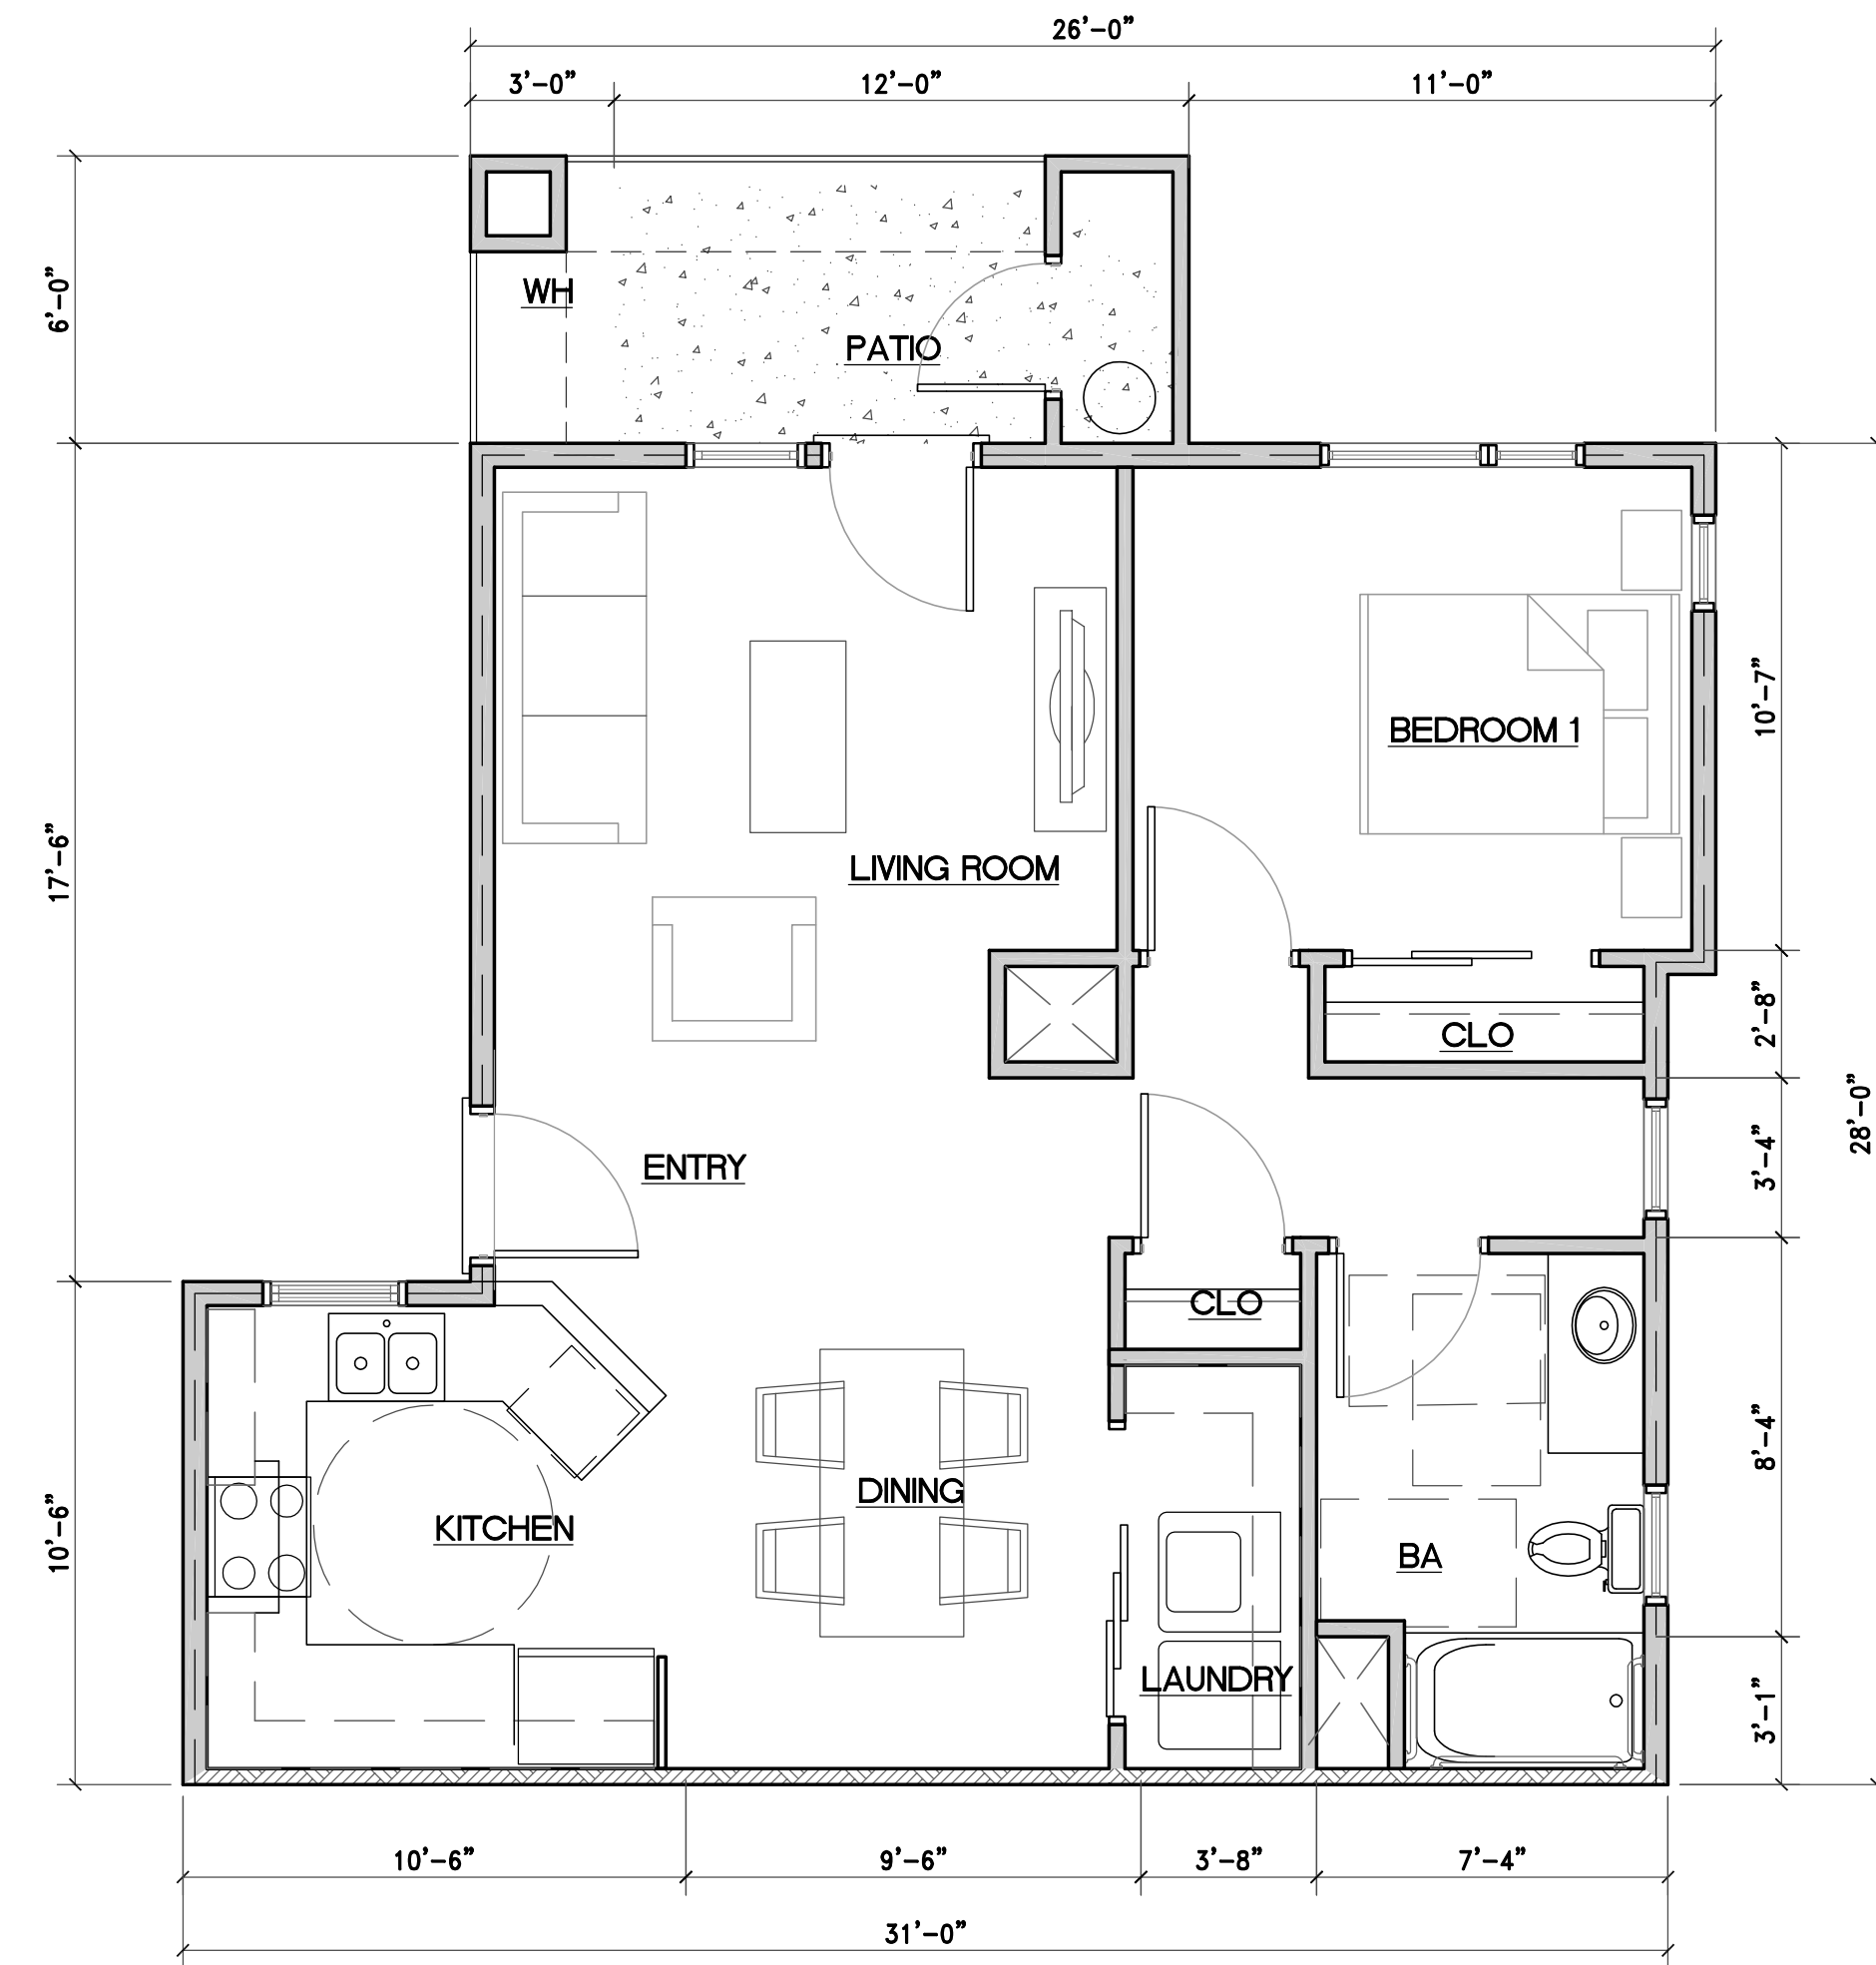 26’-0”
3’-0”
12’-0”
11’-0”
6’-0”
WH
PATIO
10’-7”
BEDROOM 1
17’-6”
LIVING ROOM
2’-8”
CLO
28’-0”
3’-4”
ENTRY
CLO
8’-4”
DINING
KITCHEN
10’-6”
BA
LAUNDRY
3’-1”
10’-6”
9’-6”
3’-8”
7’-4”
31’-0”